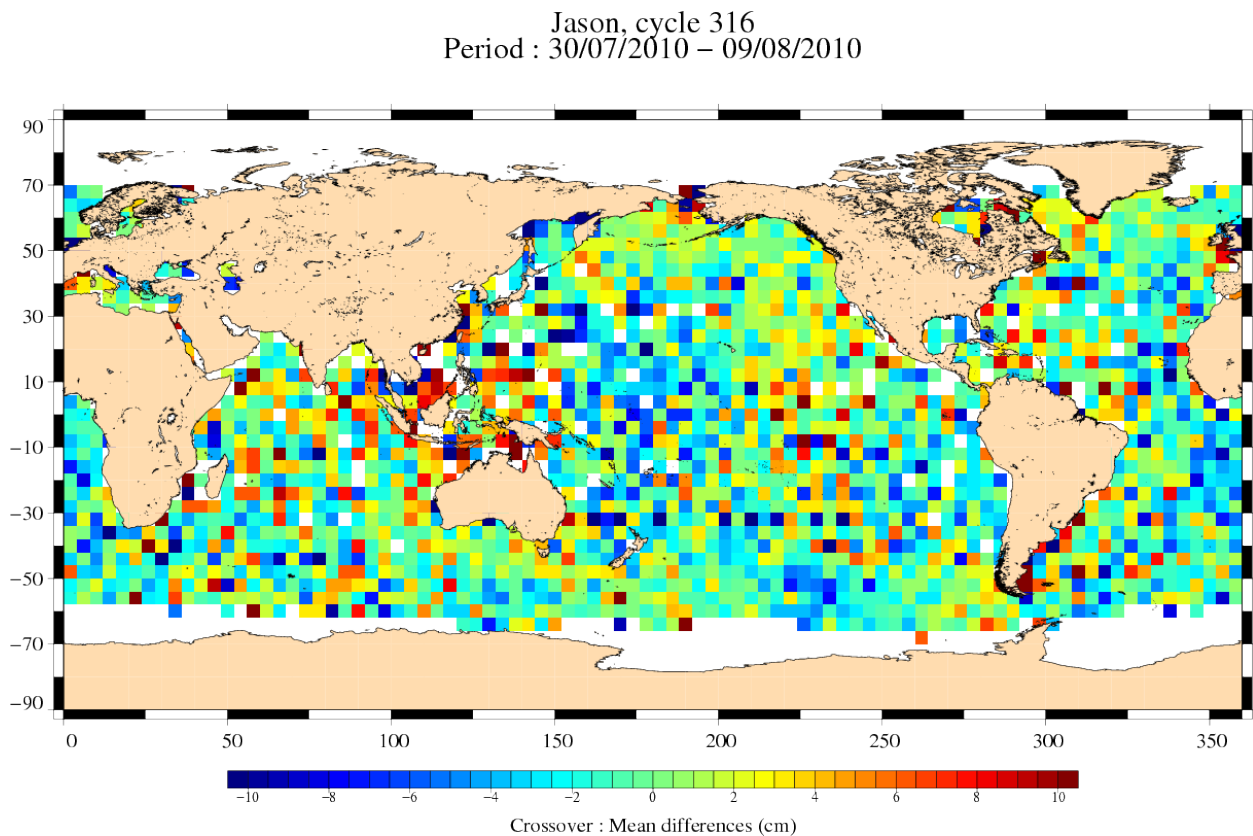 Jason, cycle 316
Period : 30/07/2010 − 09/08/2010
90
70
50
30
10
−10
−30
−50
−70
−90
0 50 100 150 200 250 300 350
−10 −8 −6 −4 −2 0 2 4 6 8 10
Crossover : Mean differences (cm)